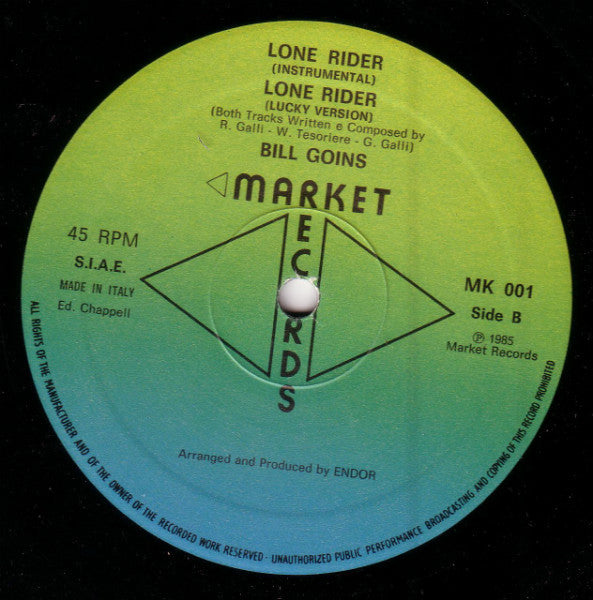 LONE RIDER
(INSTRUMENTAL)
LONE RIDER
(LUCKY VERSION)
(Both Tracks Written e Composed by
R. Galli - W. Tesoriere - G. Galli)
BILL GOINS
MARKET
RECORDS
45 RPM
S.I.A.E.
MADE IN ITALY
Ed. Chappell
MK 001
Side B
℗ 1985
Market Records
Arranged and Produced by ENDOR
ALL RIGHTS OF THE MANUFACTURER AND OF THE OWNER OF THE RECORDED WORK RESERVED - UNAUTHORIZED PUBLIC PERFORMANCE BROADCASTING AND COPYING OF THIS RECORD PROHIBITED